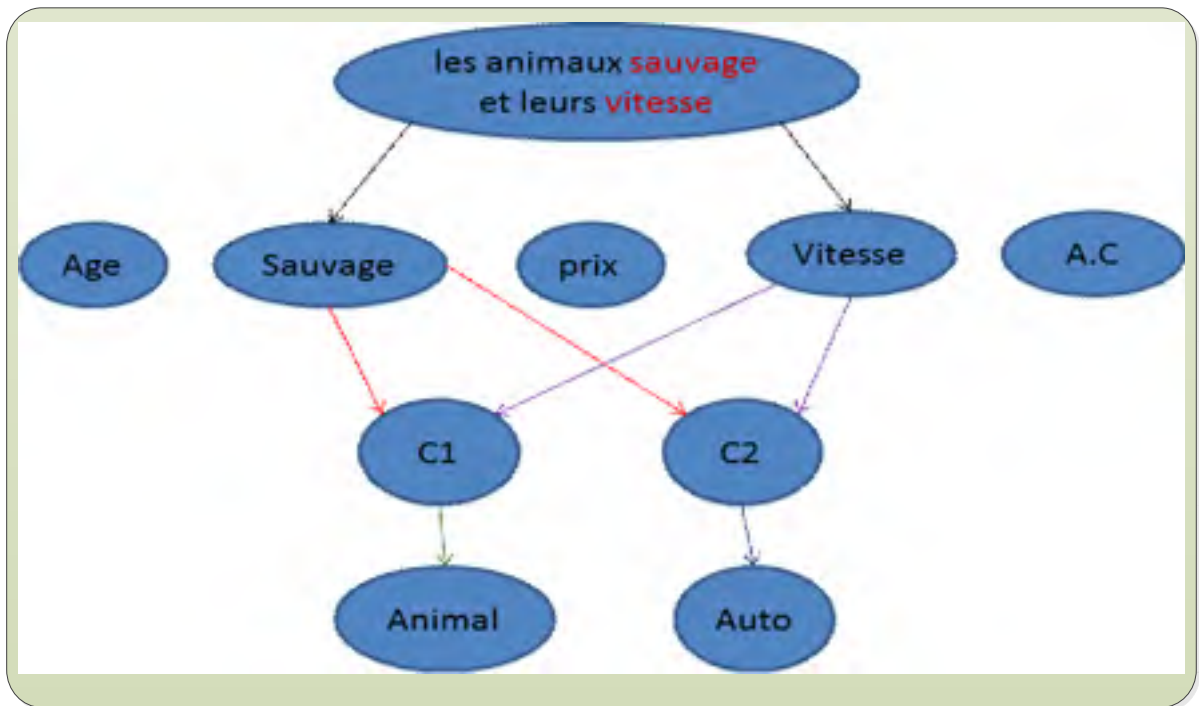 les animaux sauvage
et leurs vitesse
Age
Sauvage
prix
Vitesse
A.C
C1
C2
Animal
Auto